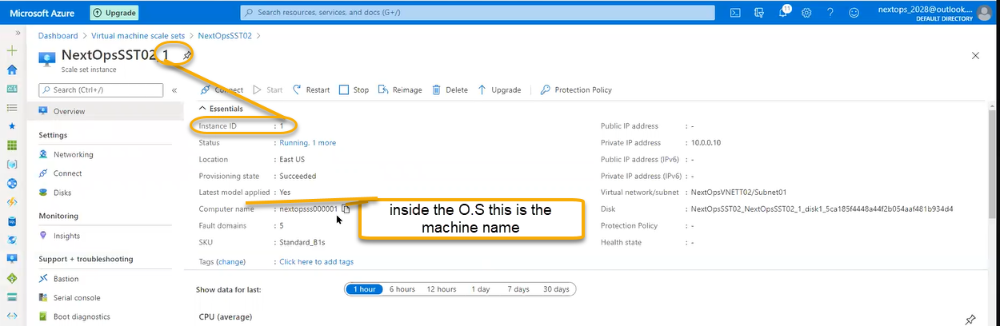 Microsoft Azure
Upgrade
Search resources, services, and docs (G+/)
11
nextops_2028@outlook....
DEFAULT DIRECTORY
Dashboard > Virtual machine scale sets > NextOpsSST02 >
NextOpsSST02_1
Scale set instance
Search (Ctrl+/)
Connect Start Restart Stop Reimage Delete Upgrade Protection Policy
Overview
Settings
Networking
Connect
Disks
Monitoring
Insights
Support + troubleshooting
Bastion
Serial console
Boot diagnostics
Essentials
Instance ID : 1
Status : Running, 1 more
Location : East US
Provisioning state : Succeeded
Latest model applied : Yes
Computer name : nextopsss000001
Fault domains : 5
SKU : Standard_B1s
Tags (change) : Click here to add tags
Public IP address : -
Private IP address : 10.0.0.10
Public IP address (IPv6) : -
Private IP address (IPv6) : -
Virtual network/subnet : NextOpsVNETT02/Subnet01
Disk : NextOpsSST02_NextOpsSST02_1_disk1_5ca185f4448a44f2b054aaf481b934d4
Protection Policy : -
Health state : -
inside the O.S this is the
machine name
Show data for last: 1 hour 6 hours 12 hours 1 day 7 days 30 days
CPU (average)